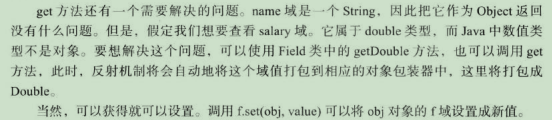 get 方法还有一个需要解决的问题。name 域是一个 String，因此把它作为 Object 返回
没有什么问题。但是，假定我们想要查看 salary 域。它属于 double 类型，而 Java 中数值类
型不是对象。要想解决这个问题，可以使用 Field 类中的 getDouble 方法，也可以调用 get
方法，此时，反射机制将会自动地将这个域值打包到相应的对象包装器中，这里将打包成
Double。
当然，可以获得就可以设置。调用 f.set(obj, value) 可以将 obj 对象的 f 域设置成新值。